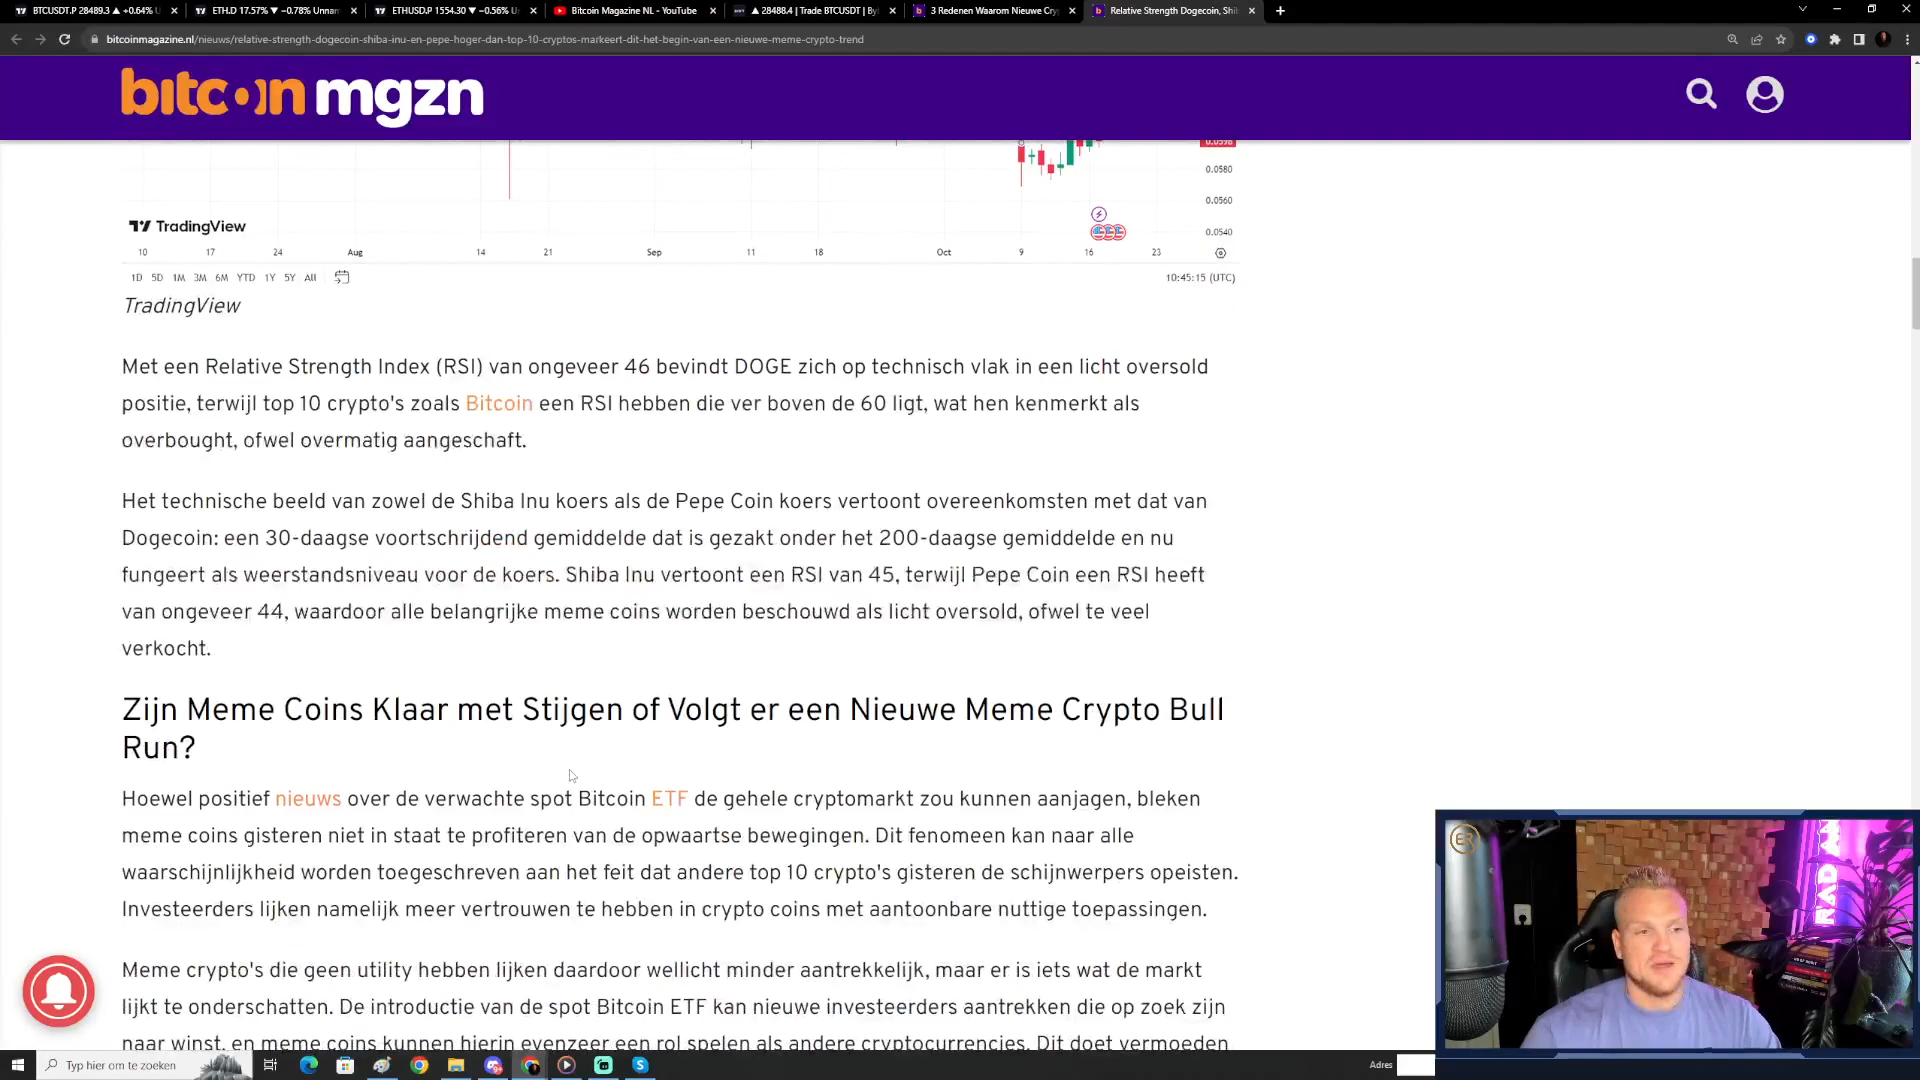 BTCUSDT.P 28489.3 ▲ +0.64% U
ETH.D 17.57% ▼ −0.78% Unnam
ETHUSD.P 1554.30 ▼ −0.56% U
Bitcoin Magazine NL - YouTube
▲ 28488.4 | Trade BTCUSDT | By
3 Redenen Waarom Nieuwe Cry
Relative Strength Dogecoin, Shi
bitcoinmagazine.nl/nieuws/relative-strength-dogecoin-shiba-inu-en-pepe-hoger-dan-top-10-cryptos-markeert-dit-het-begin-van-een-nieuwe-meme-crypto-trend
bitcoin mgzn
0.0598
0.0580
0.0560
0.0540
TradingView
10 17 24 Aug 14 21 Sep 11 18 Oct 9 16 23
1D 5D 1M 3M 6M YTD 1Y 5Y All
10:45:15 (UTC)
TradingView
Met een Relative Strength Index (RSI) van ongeveer 46 bevindt DOGE zich op technisch vlak in een licht oversold
positie, terwijl top 10 crypto's zoals Bitcoin een RSI hebben die ver boven de 60 ligt, wat hen kenmerkt als
overbought, ofwel overmatig aangeschaft.
Het technische beeld van zowel de Shiba Inu koers als de Pepe Coin koers vertoont overeenkomsten met dat van
Dogecoin: een 30-daagse voortschrijdend gemiddelde dat is gezakt onder het 200-daagse gemiddelde en nu
fungeert als weerstandsniveau voor de koers. Shiba Inu vertoont een RSI van 45, terwijl Pepe Coin een RSI heeft
van ongeveer 44, waardoor alle belangrijke meme coins worden beschouwd als licht oversold, ofwel te veel
verkocht.
Zijn Meme Coins Klaar met Stijgen of Volgt er een Nieuwe Meme Crypto Bull
Run?
Hoewel positief nieuws over de verwachte spot Bitcoin ETF de gehele cryptomarkt zou kunnen aanjagen, bleken
meme coins gisteren niet in staat te profiteren van de opwaartse bewegingen. Dit fenomeen kan naar alle
waarschijnlijkheid worden toegeschreven aan het feit dat andere top 10 crypto's gisteren de schijnwerpers opeisten.
Investeerders lijken namelijk meer vertrouwen te hebben in crypto coins met aantoonbare nuttige toepassingen.
Meme crypto's die geen utility hebben lijken daardoor wellicht minder aantrekkelijk, maar er is iets wat de markt
lijkt te onderschatten. De introductie van de spot Bitcoin ETF kan nieuwe investeerders aantrekken die op zoek zijn
naar winst, en meme coins kunnen hierin evenzeer een rol spelen als andere cryptocurrencies. Dit doet vermoeden
Typ hier om te zoeken
Adres